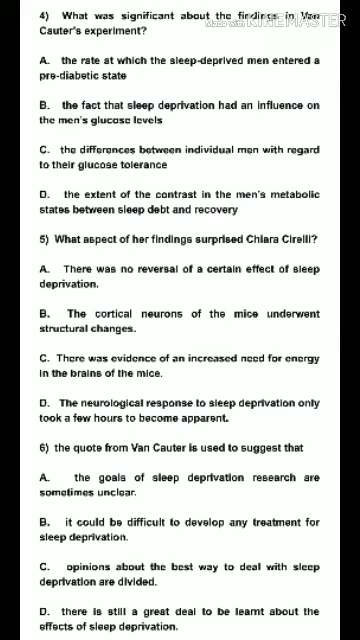 4) What was significant about the findings in Van
Cauter's experiment?
A. the rate at which the sleep-deprived men entered a
pre-diabetic state
B. the fact that sleep deprivation had an influence on
the men's glucose levels
C. the differences between individual men with regard
to their glucose tolerance
D. the extent of the contrast in the men's metabolic
states between sleep debt and recovery
5) What aspect of her findings surprised Chiara Cirelli?
A. There was no reversal of a certain effect of sleep
deprivation.
B. The cortical neurons of the mice underwent
structural changes.
C. There was evidence of an increased need for energy
in the brains of the mice.
D. The neurological response to sleep deprivation only
took a few hours to become apparent.
6) the quote from Van Cauter is used to suggest that
A. the goals of sleep deprivation research are
sometimes unclear.
B. it could be difficult to develop any treatment for
sleep deprivation.
C. opinions about the best way to deal with sleep
deprivation are divided.
D. there is still a great deal to be learnt about the
effects of sleep deprivation.
Made with KINEMASTER